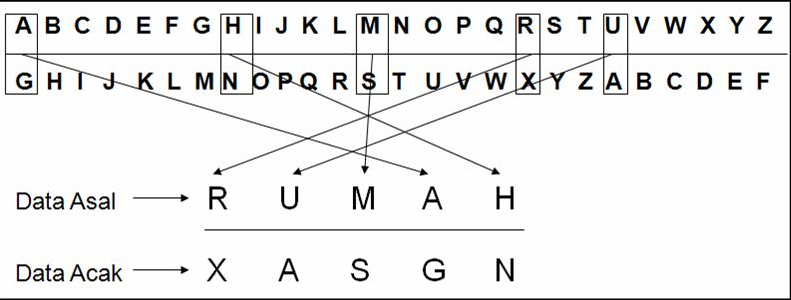 A B C D E F G H I J K L M N O P Q R S T U V W X Y Z
G H I J K L M N O P Q R S T U V W X Y Z A B C D E F
Data Asal R U M A H
Data Acak X A S G N